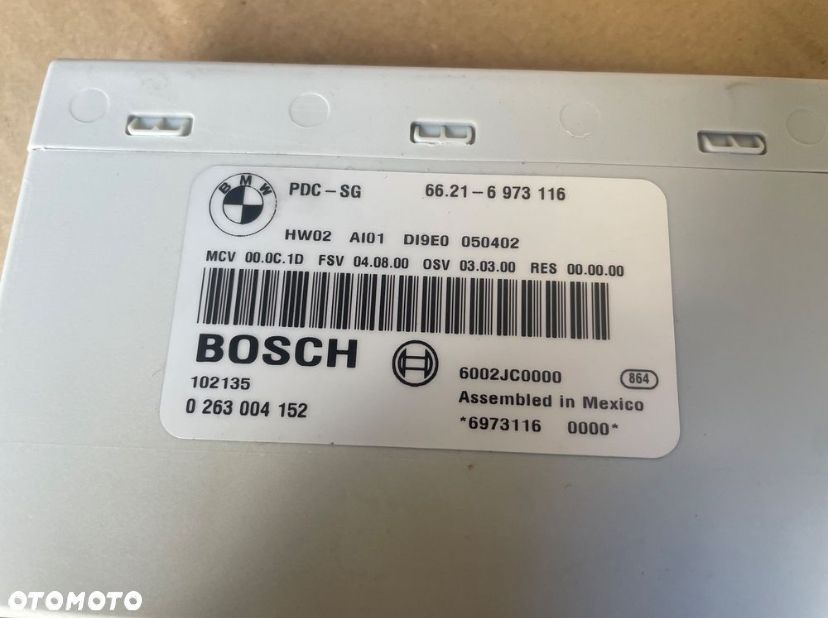 BMW PDC-SG 66.21-6 973 116
HW02 AI01 DI9E0 050402
MCV 00.0C.1D FSV 04.08.00 OSV 03.03.00 RES 00.00.00
BOSCH
102135
0 263 004 152
6002JC0000 864
Assembled in Mexico
*6973116 0000*
OTOMOTO